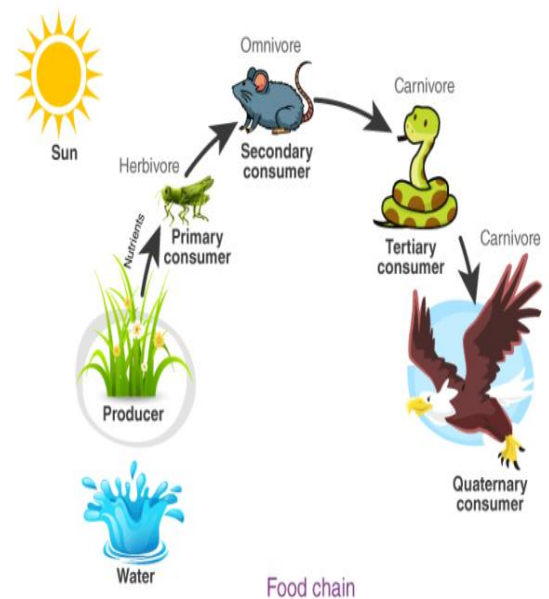 Omnivore
Carnivore
Sun
Herbivore
Secondary
consumer
Nutrients
Primary
consumer
Tertiary
consumer
Carnivore
Producer
Quaternary
consumer
Water
Food chain